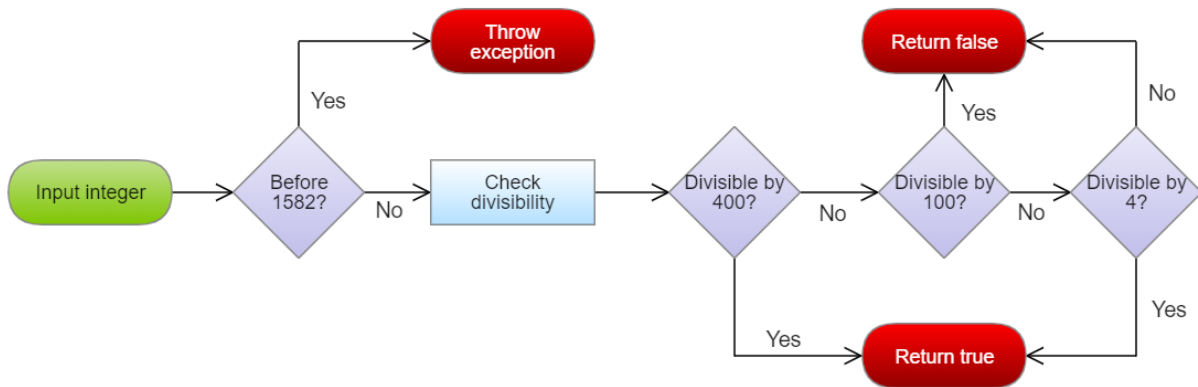 Throw
exception
Return false
Yes
No
Yes
Input integer
Before
1582?
No
Check
divisibility
Divisible by
400?
No
Divisible by
100?
No
Divisible by
4?
Yes
Yes
Return true